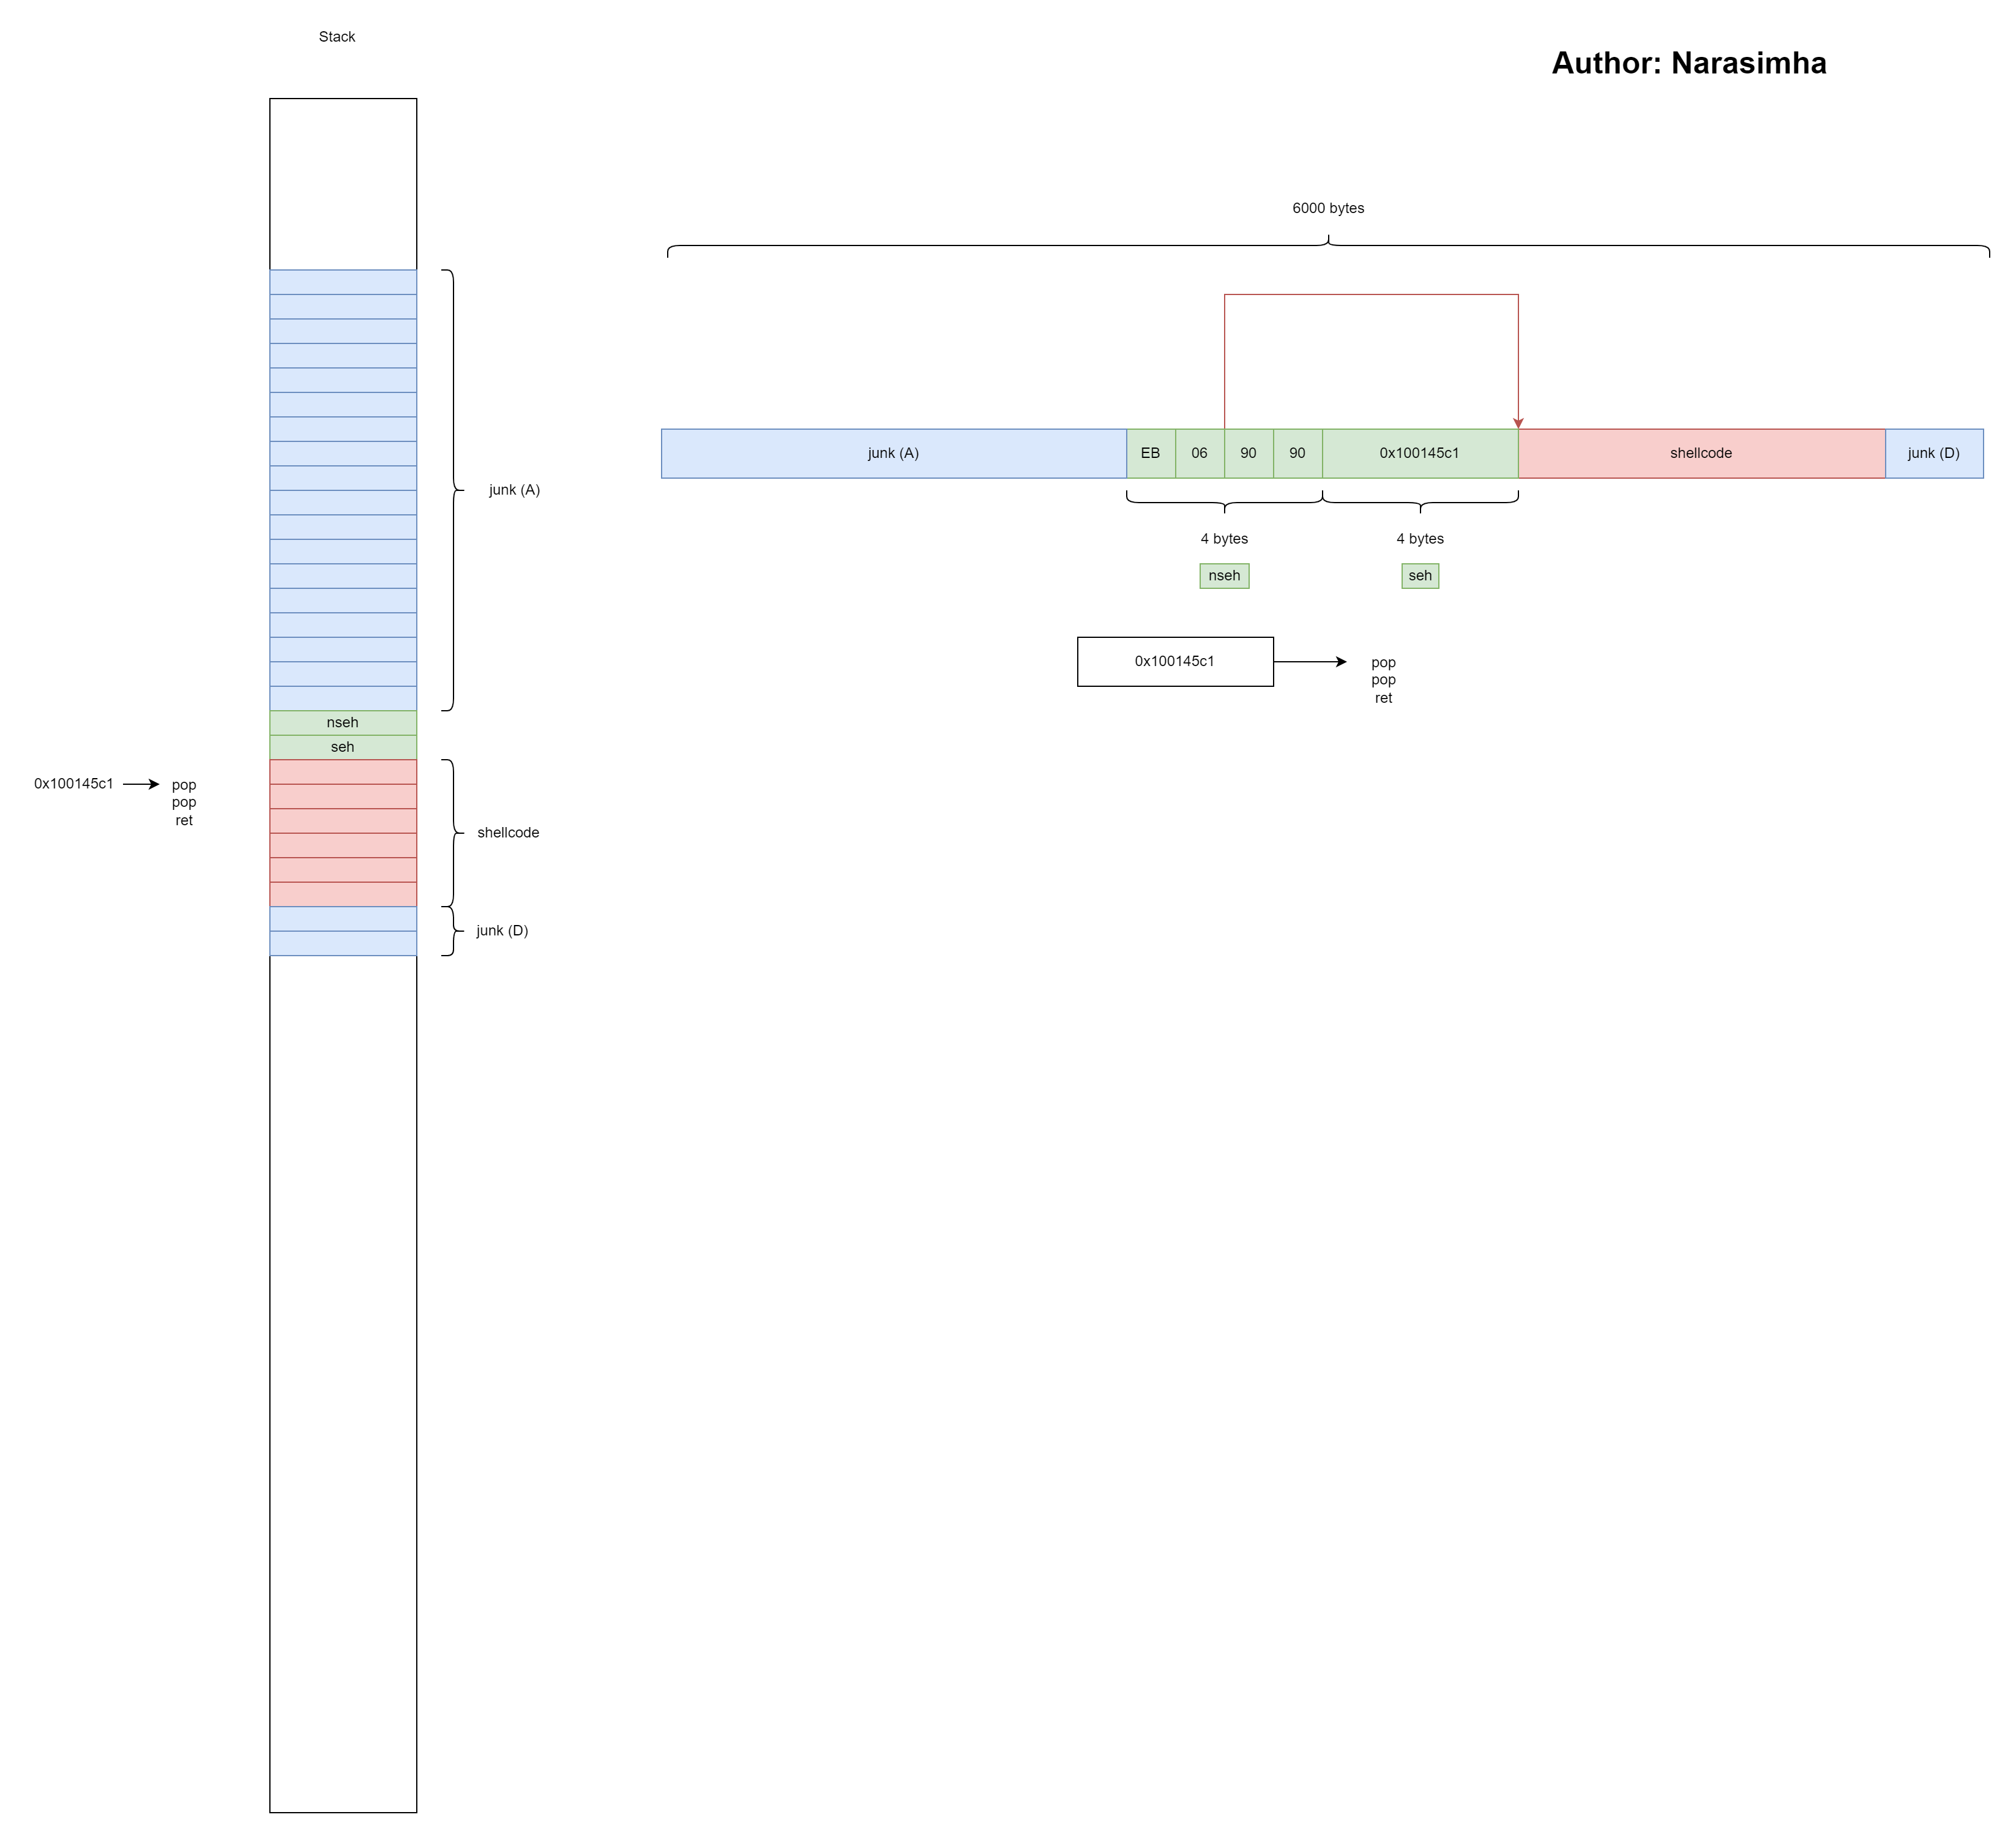 Stack
Author: Narasimha
6000 bytes
junk (A)
EB
06
90
90
0x100145c1
shellcode
junk (D)
junk (A)
4 bytes
4 bytes
nseh
seh
0x100145c1
pop
pop
ret
nseh
seh
0x100145c1
pop
pop
ret
shellcode
junk (D)